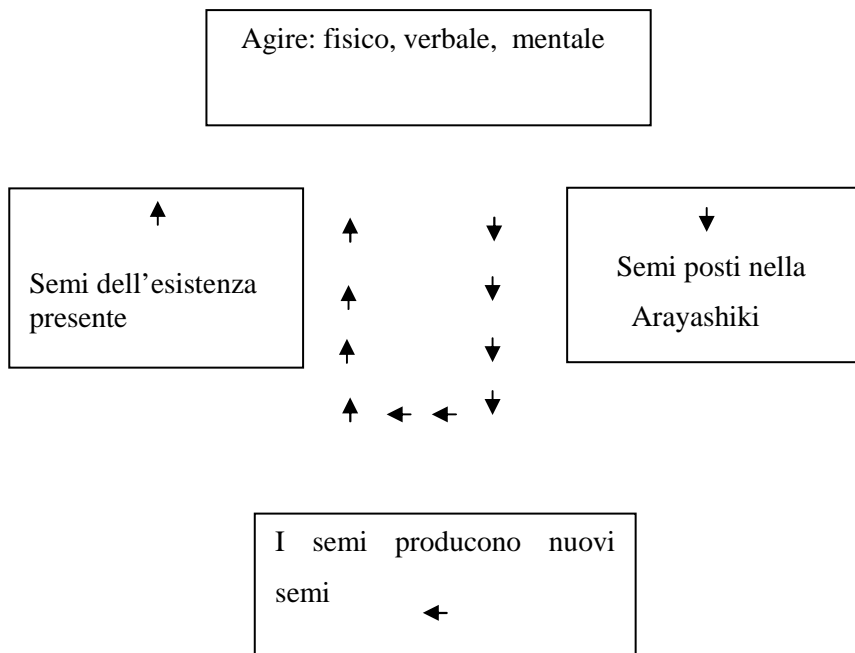 Agire: fisico, verbale, mentale
Semi dell’esistenza
presente
Semi posti nella
Arayashiki
I semi producono nuovi
semi